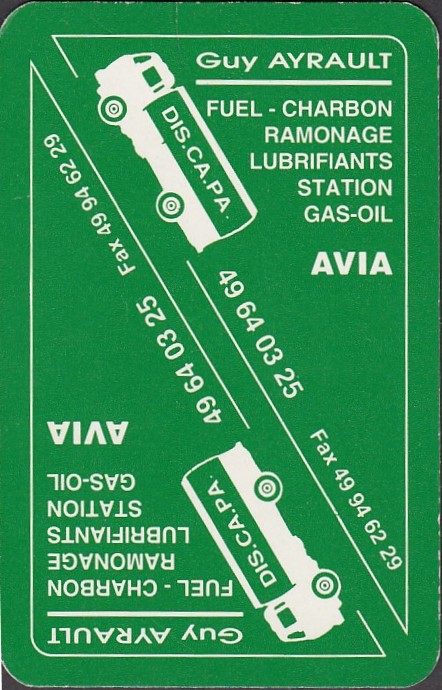 Guy AYRAULT
FUEL - CHARBON
RAMONAGE
LUBRIFIANTS
STATION
GAS-OIL
AVIA
DIS.CA.PA.
49 64 03 25
Fax 49 94 62 29
Guy AYRAULT
FUEL - CHARBON
RAMONAGE
LUBRIFIANTS
STATION
GAS-OIL
AVIA
DIS.CA.PA.
49 64 03 25
Fax 49 94 62 29